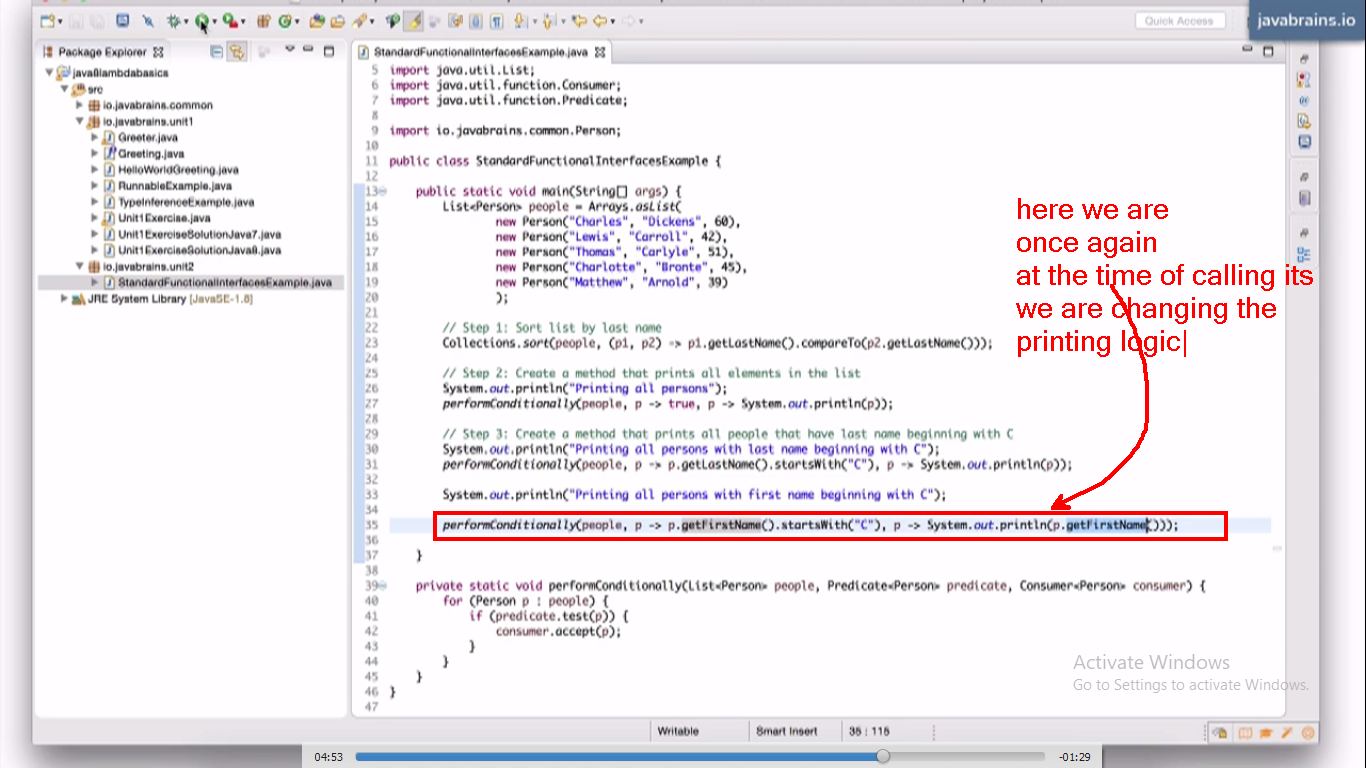 Quick Access
javabrains.io
Package Explorer
java8lambdabasics
src
io.javabrains.common
io.javabrains.unit1
Greeter.java
Greeting.java
HelloWorldGreeting.java
RunnableExample.java
TypeInferenceExample.java
Unit1Exercise.java
Unit1ExerciseSolutionJava7.java
Unit1ExerciseSolutionJava8.java
io.javabrains.unit2
StandardFunctionalInterfacesExample.java
JRE System Library [JavaSE-1.8]
StandardFunctionalInterfacesExample.java
5 import java.util.List;
6 import java.util.function.Consumer;
7 import java.util.function.Predicate;
8
9 import io.javabrains.common.Person;
10
11 public class StandardFunctionalInterfacesExample {
12
13 public static void main(String[] args) {
14 List<Person> people = Arrays.asList(
15 new Person("Charles", "Dickens", 60),
16 new Person("Lewis", "Carroll", 42),
17 new Person("Thomas", "Carlyle", 51),
18 new Person("Charlotte", "Bronte", 45),
19 new Person("Matthew", "Arnold", 39)
20 );
21
22 // Step 1: Sort list by last name
23 Collections.sort(people, (p1, p2) -> p1.getLastName().compareTo(p2.getLastName()));
24
25 // Step 2: Create a method that prints all elements in the list
26 System.out.println("Printing all persons");
27 performConditionally(people, p -> true, p -> System.out.println(p));
28
29 // Step 3: Create a method that prints all people that have last name beginning with C
30 System.out.println("Printing all persons with last name beginning with C");
31 performConditionally(people, p -> p.getLastName().startsWith("C"), p -> System.out.println(p));
32
33 System.out.println("Printing all persons with first name beginning with C");
34
35 performConditionally(people, p -> p.getFirstName().startsWith("C"), p -> System.out.println(p.getFirstName()));
36
37 }
38
39 private static void performConditionally(List<Person> people, Predicate<Person> predicate, Consumer<Person> consumer) {
40 for (Person p : people) {
41 if (predicate.test(p)) {
42 consumer.accept(p);
43 }
44 }
45 }
46 }
47
here we are
once again
at the time of calling its
we are changing the
printing logic
Activate Windows
Go to Settings to activate Windows.
Writable
Smart Insert
35 : 115
04:53
-01:29